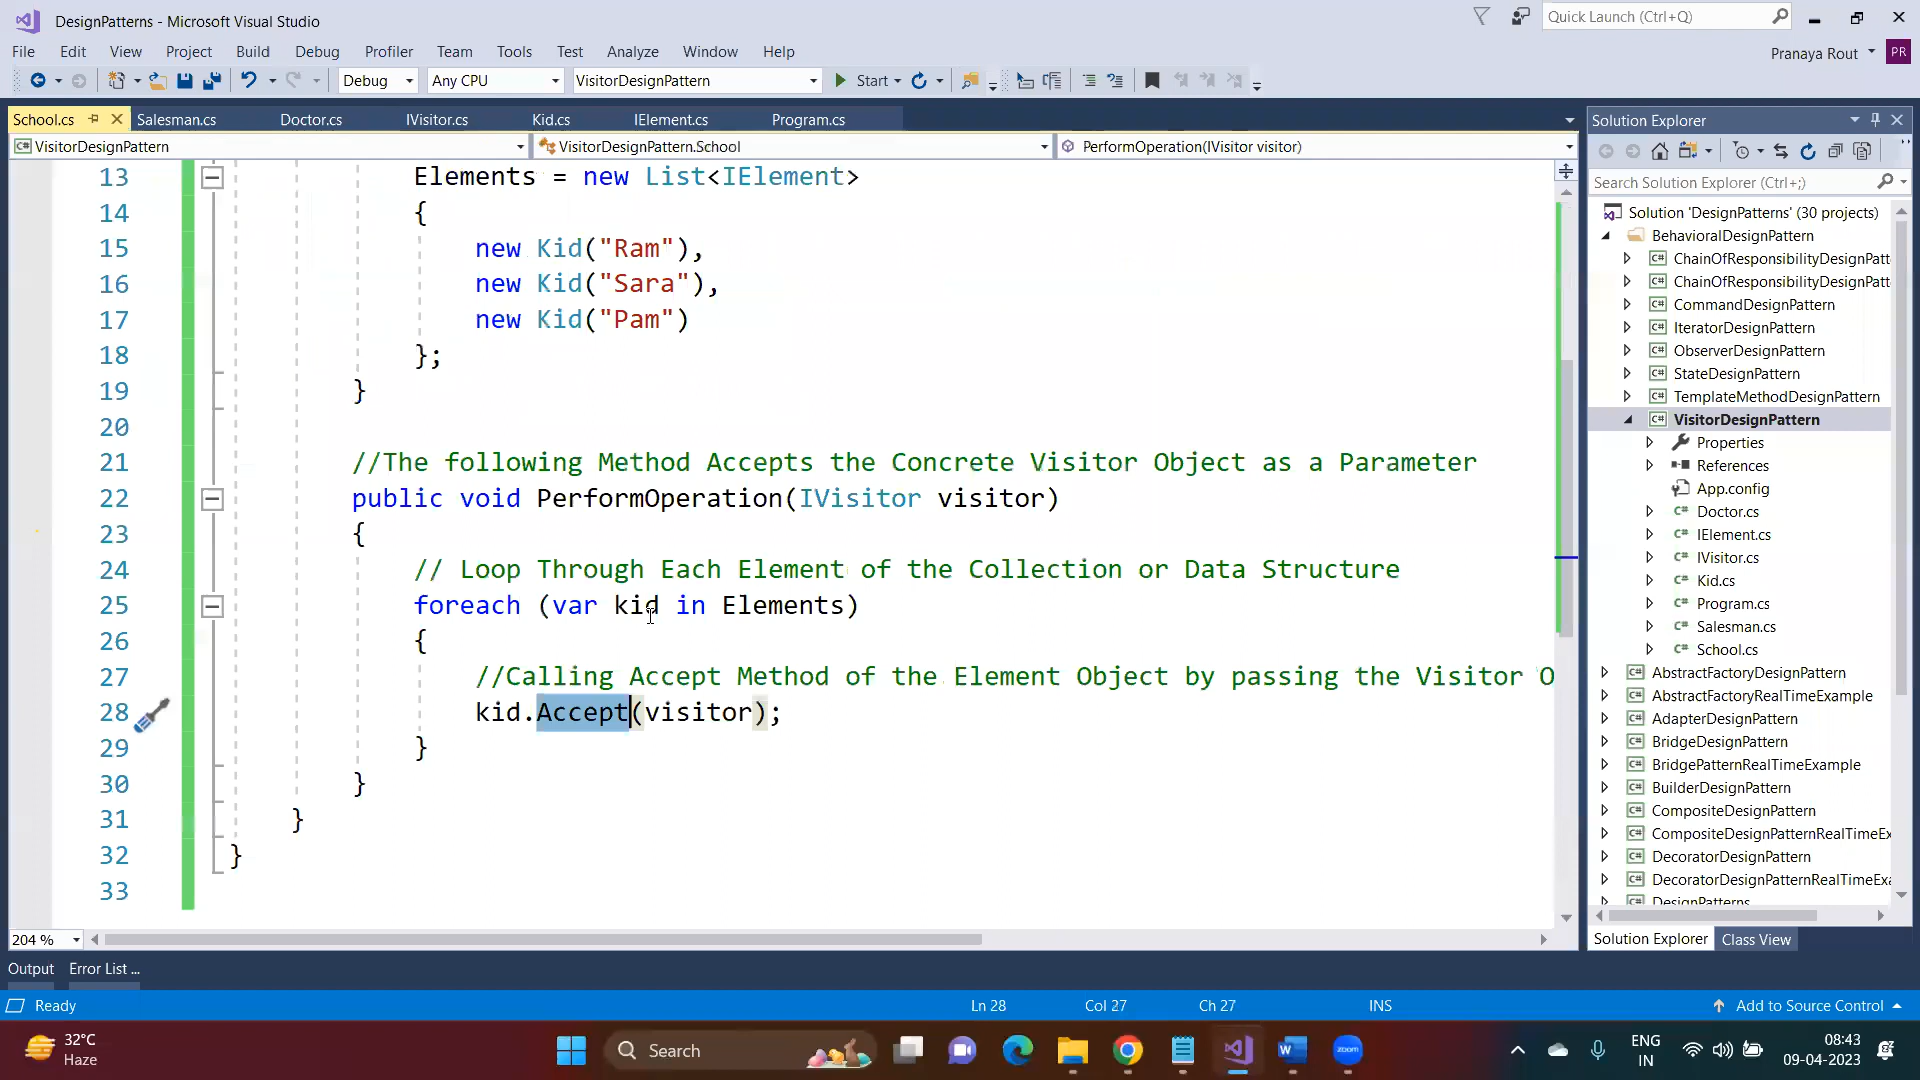 DesignPatterns - Microsoft Visual Studio
Quick Launch (Ctrl+Q)
File Edit View Project Build Debug Profiler Team Tools Test Analyze Window Help
Pranaya Rout PR
Debug Any CPU VisitorDesignPattern Start
School.cs Salesman.cs Doctor.cs IVisitor.cs Kid.cs IElement.cs Program.cs
VisitorDesignPattern VisitorDesignPattern.School PerformOperation(IVisitor visitor)
13 Elements = new List<IElement>
14 {
15 new Kid("Ram"),
16 new Kid("Sara"),
17 new Kid("Pam")
18 };
19 }
20
21 //The following Method Accepts the Concrete Visitor Object as a Parameter
22 public void PerformOperation(IVisitor visitor)
23 {
24 // Loop Through Each Element of the Collection or Data Structure
25 foreach (var kid in Elements)
26 {
27 //Calling Accept Method of the Element Object by passing the Visitor O
28 kid.Accept(visitor);
29 }
30 }
31 }
32 }
33
204 %
Solution Explorer
Search Solution Explorer (Ctrl+;)
Solution 'DesignPatterns' (30 projects)
BehavioralDesignPattern
C# ChainOfResponsibilityDesignPatt
C# ChainOfResponsibilityDesignPatt
C# CommandDesignPattern
C# IteratorDesignPattern
C# ObserverDesignPattern
C# StateDesignPattern
C# TemplateMethodDesignPattern
C# VisitorDesignPattern
Properties
References
App.config
C# Doctor.cs
C# IElement.cs
C# IVisitor.cs
C# Kid.cs
C# Program.cs
C# Salesman.cs
C# School.cs
C# AbstractFactoryDesignPattern
C# AbstractFactoryRealTimeExample
C# AdapterDesignPattern
C# BridgeDesignPattern
C# BridgePatternRealTimeExample
C# BuilderDesignPattern
C# CompositeDesignPattern
C# CompositeDesignPatternRealTimeEx
C# DecoratorDesignPattern
C# DecoratorDesignPatternRealTimeExa
C# DesignPatterns
Solution Explorer Class View
Output Error List ...
Ready Ln 28 Col 27 Ch 27 INS Add to Source Control
32°C
Haze
Search
W
zoom
ENG
IN
08:43
09-04-2023